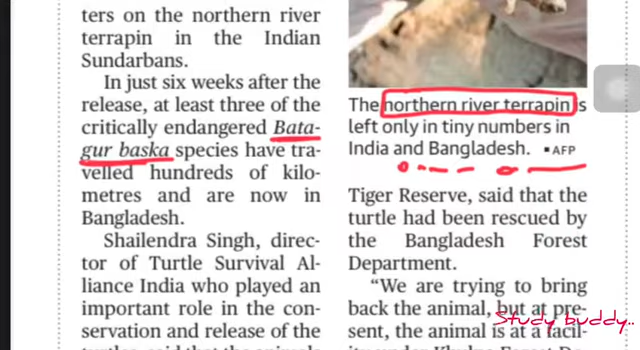 ters on the northern river
terrapin in the Indian
Sundarbans.
In just six weeks after the
release, at least three of the
critically endangered Bata-
gur baska species have tra-
velled hundreds of kilo-
metres and are now in
Bangladesh.
Shailendra Singh, direc-
tor of Turtle Survival Al-
liance India who played an
important role in the con-
servation and release of the
The northern river terrapin is
left only in tiny numbers in
India and Bangladesh. ▪AFP
Tiger Reserve, said that the
turtle had been rescued by
the Bangladesh Forest
Department.
“We are trying to bring
back the animal, but at pre-
sent, the animal is at a facil-
Study buddy..